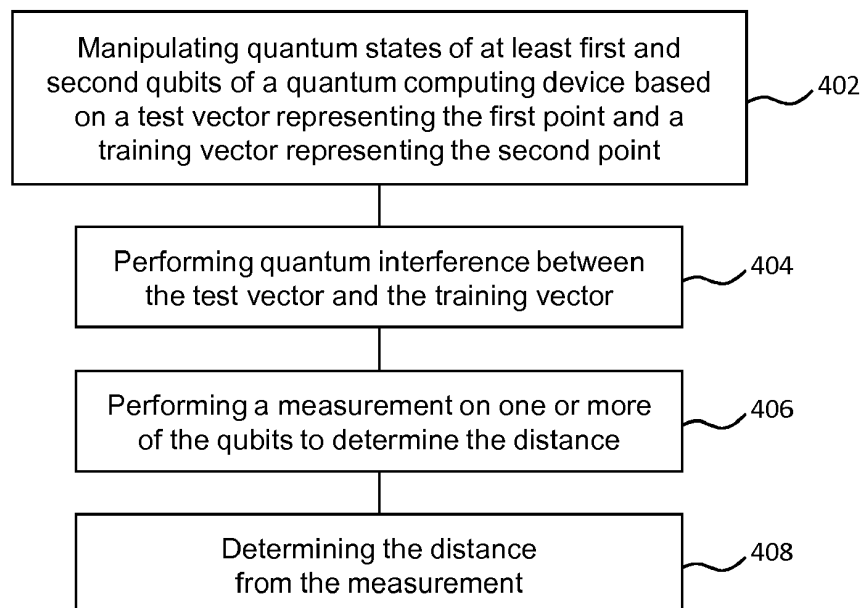 Manipulating quantum states of at least first and
second qubits of a quantum computing device based
on a test vector representing the first point and a
training vector representing the second point
402
Performing quantum interference between
the test vector and the training vector
404
Performing a measurement on one or more
of the qubits to determine the distance
406
Determining the distance
from the measurement
408